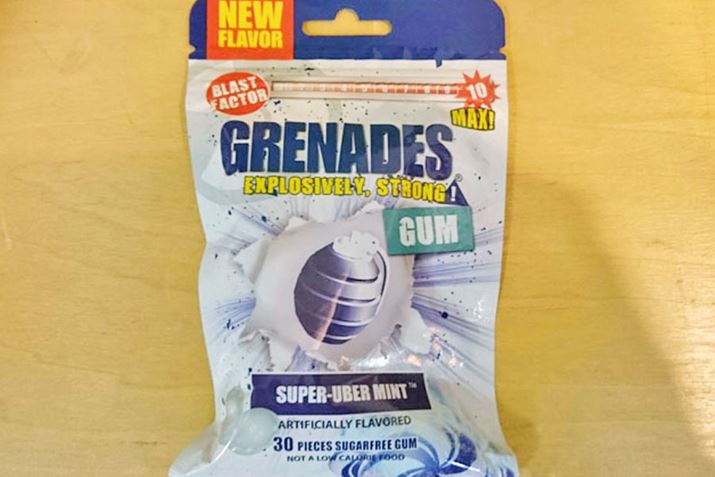 NEW
FLAVOR
BLAST
FACTOR
10
MAX!
GRENADES
EXPLOSIVELY, STRONG!
GUM
SUPER-UBER MINT™
ARTIFICIALLY FLAVORED
30 PIECES SUGARFREE GUM
NOT A LOW CALORIE FOOD